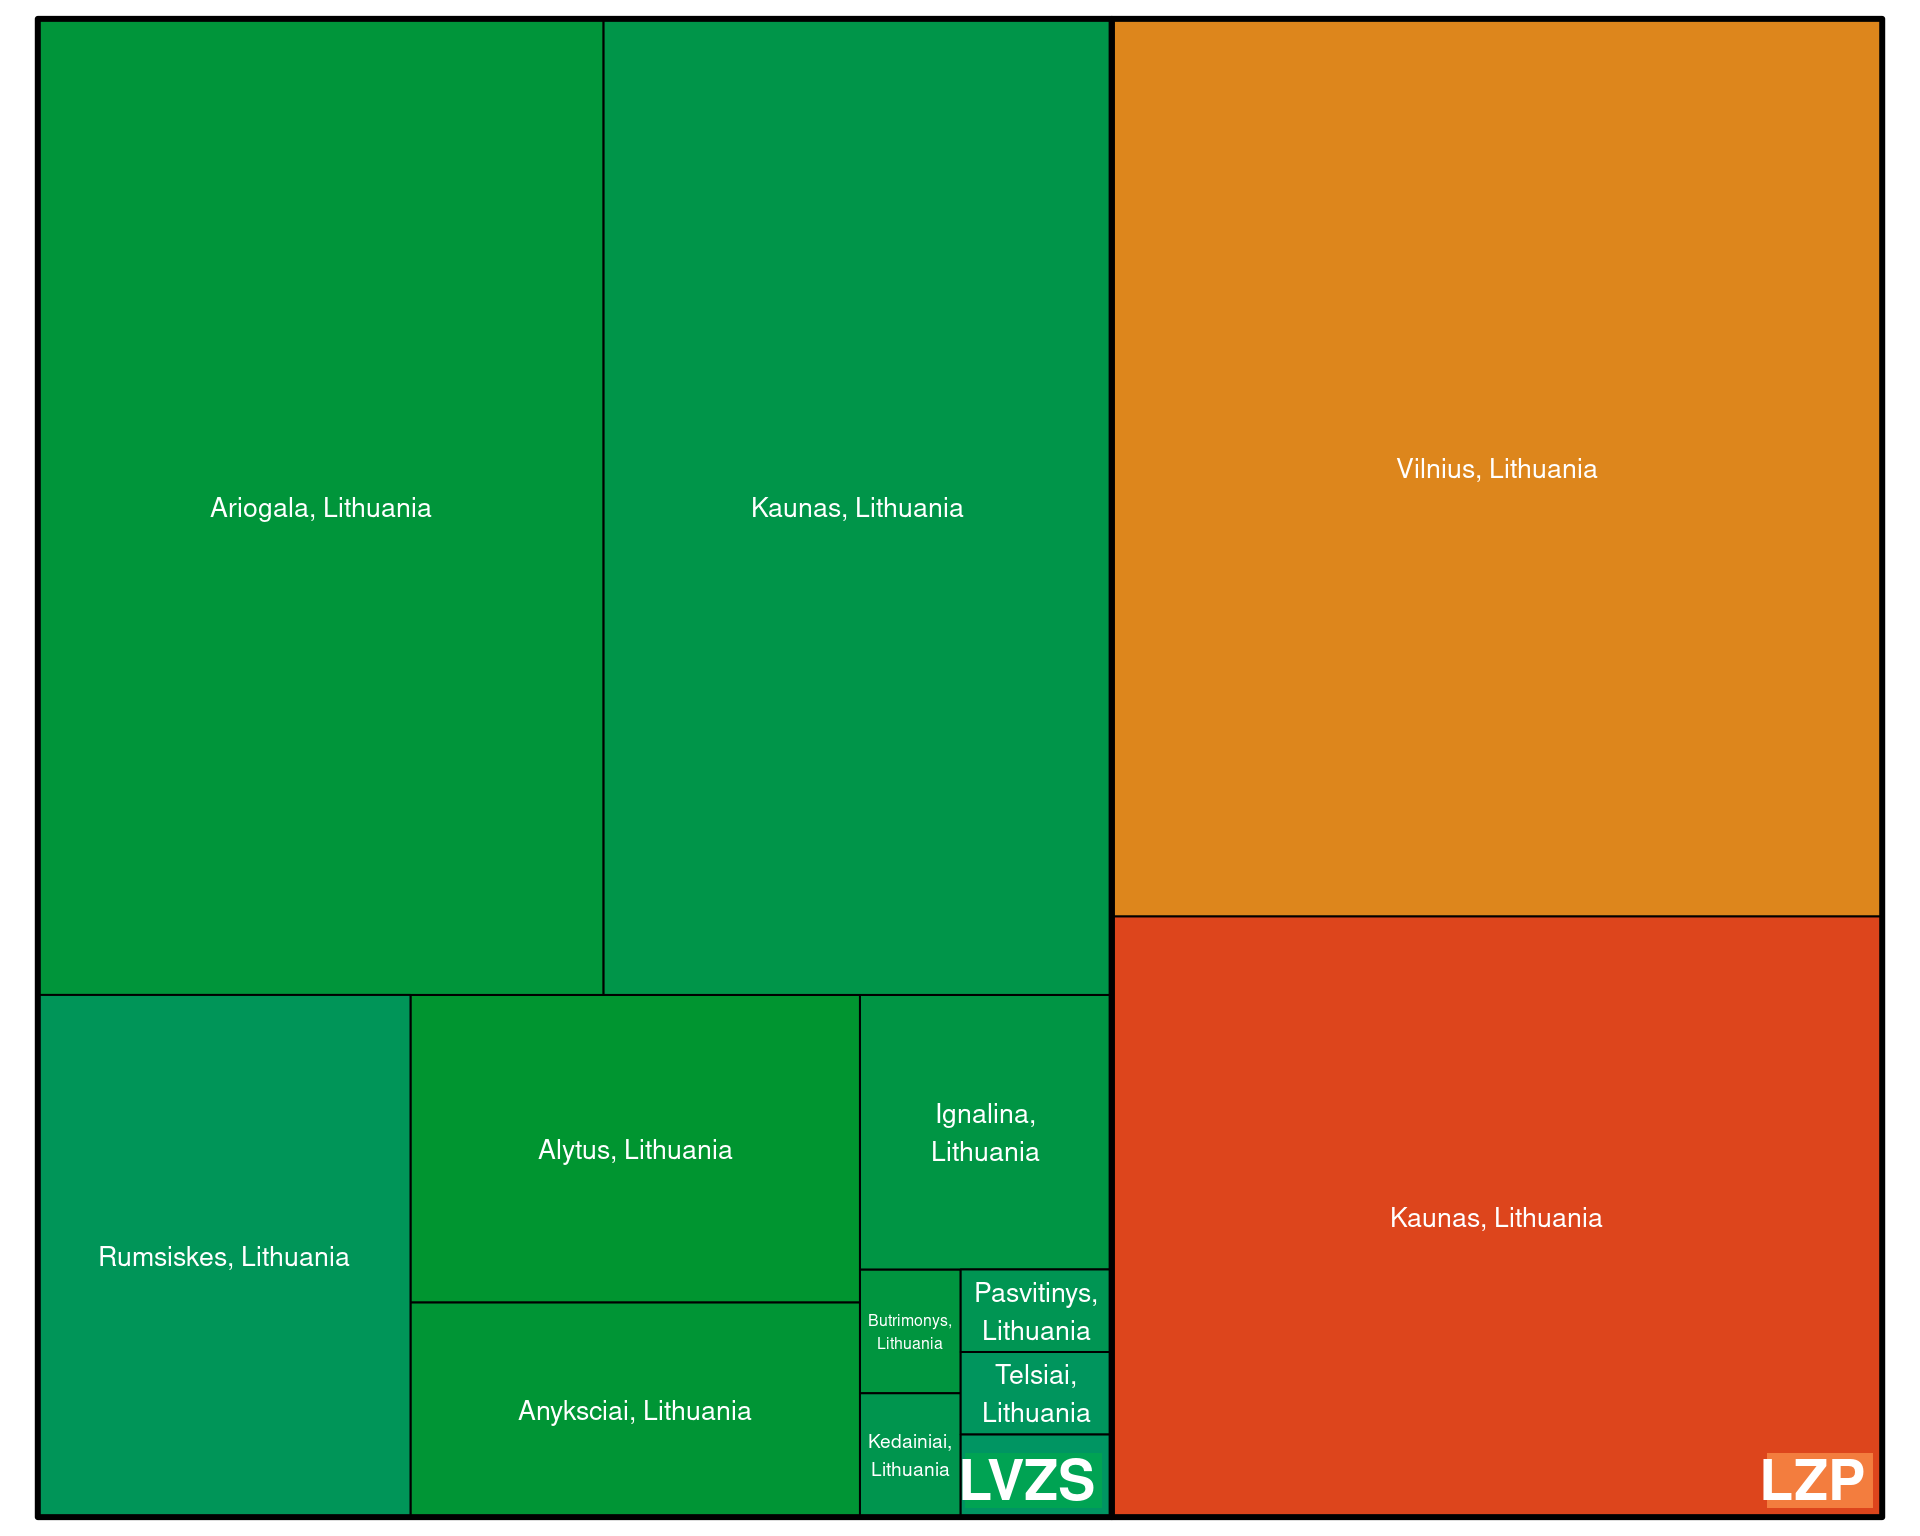 Ariogala, Lithuania
Kaunas, Lithuania
Vilnius, Lithuania
Rumsiskes, Lithuania
Alytus, Lithuania
Anyksciai, Lithuania
Ignalina,
Lithuania
Butrimonys,
Lithuania
Kedainiai,
Lithuania
Pasvitinys,
Lithuania
Telsiai,
Lithuania
LVZS
Kaunas, Lithuania
LZP